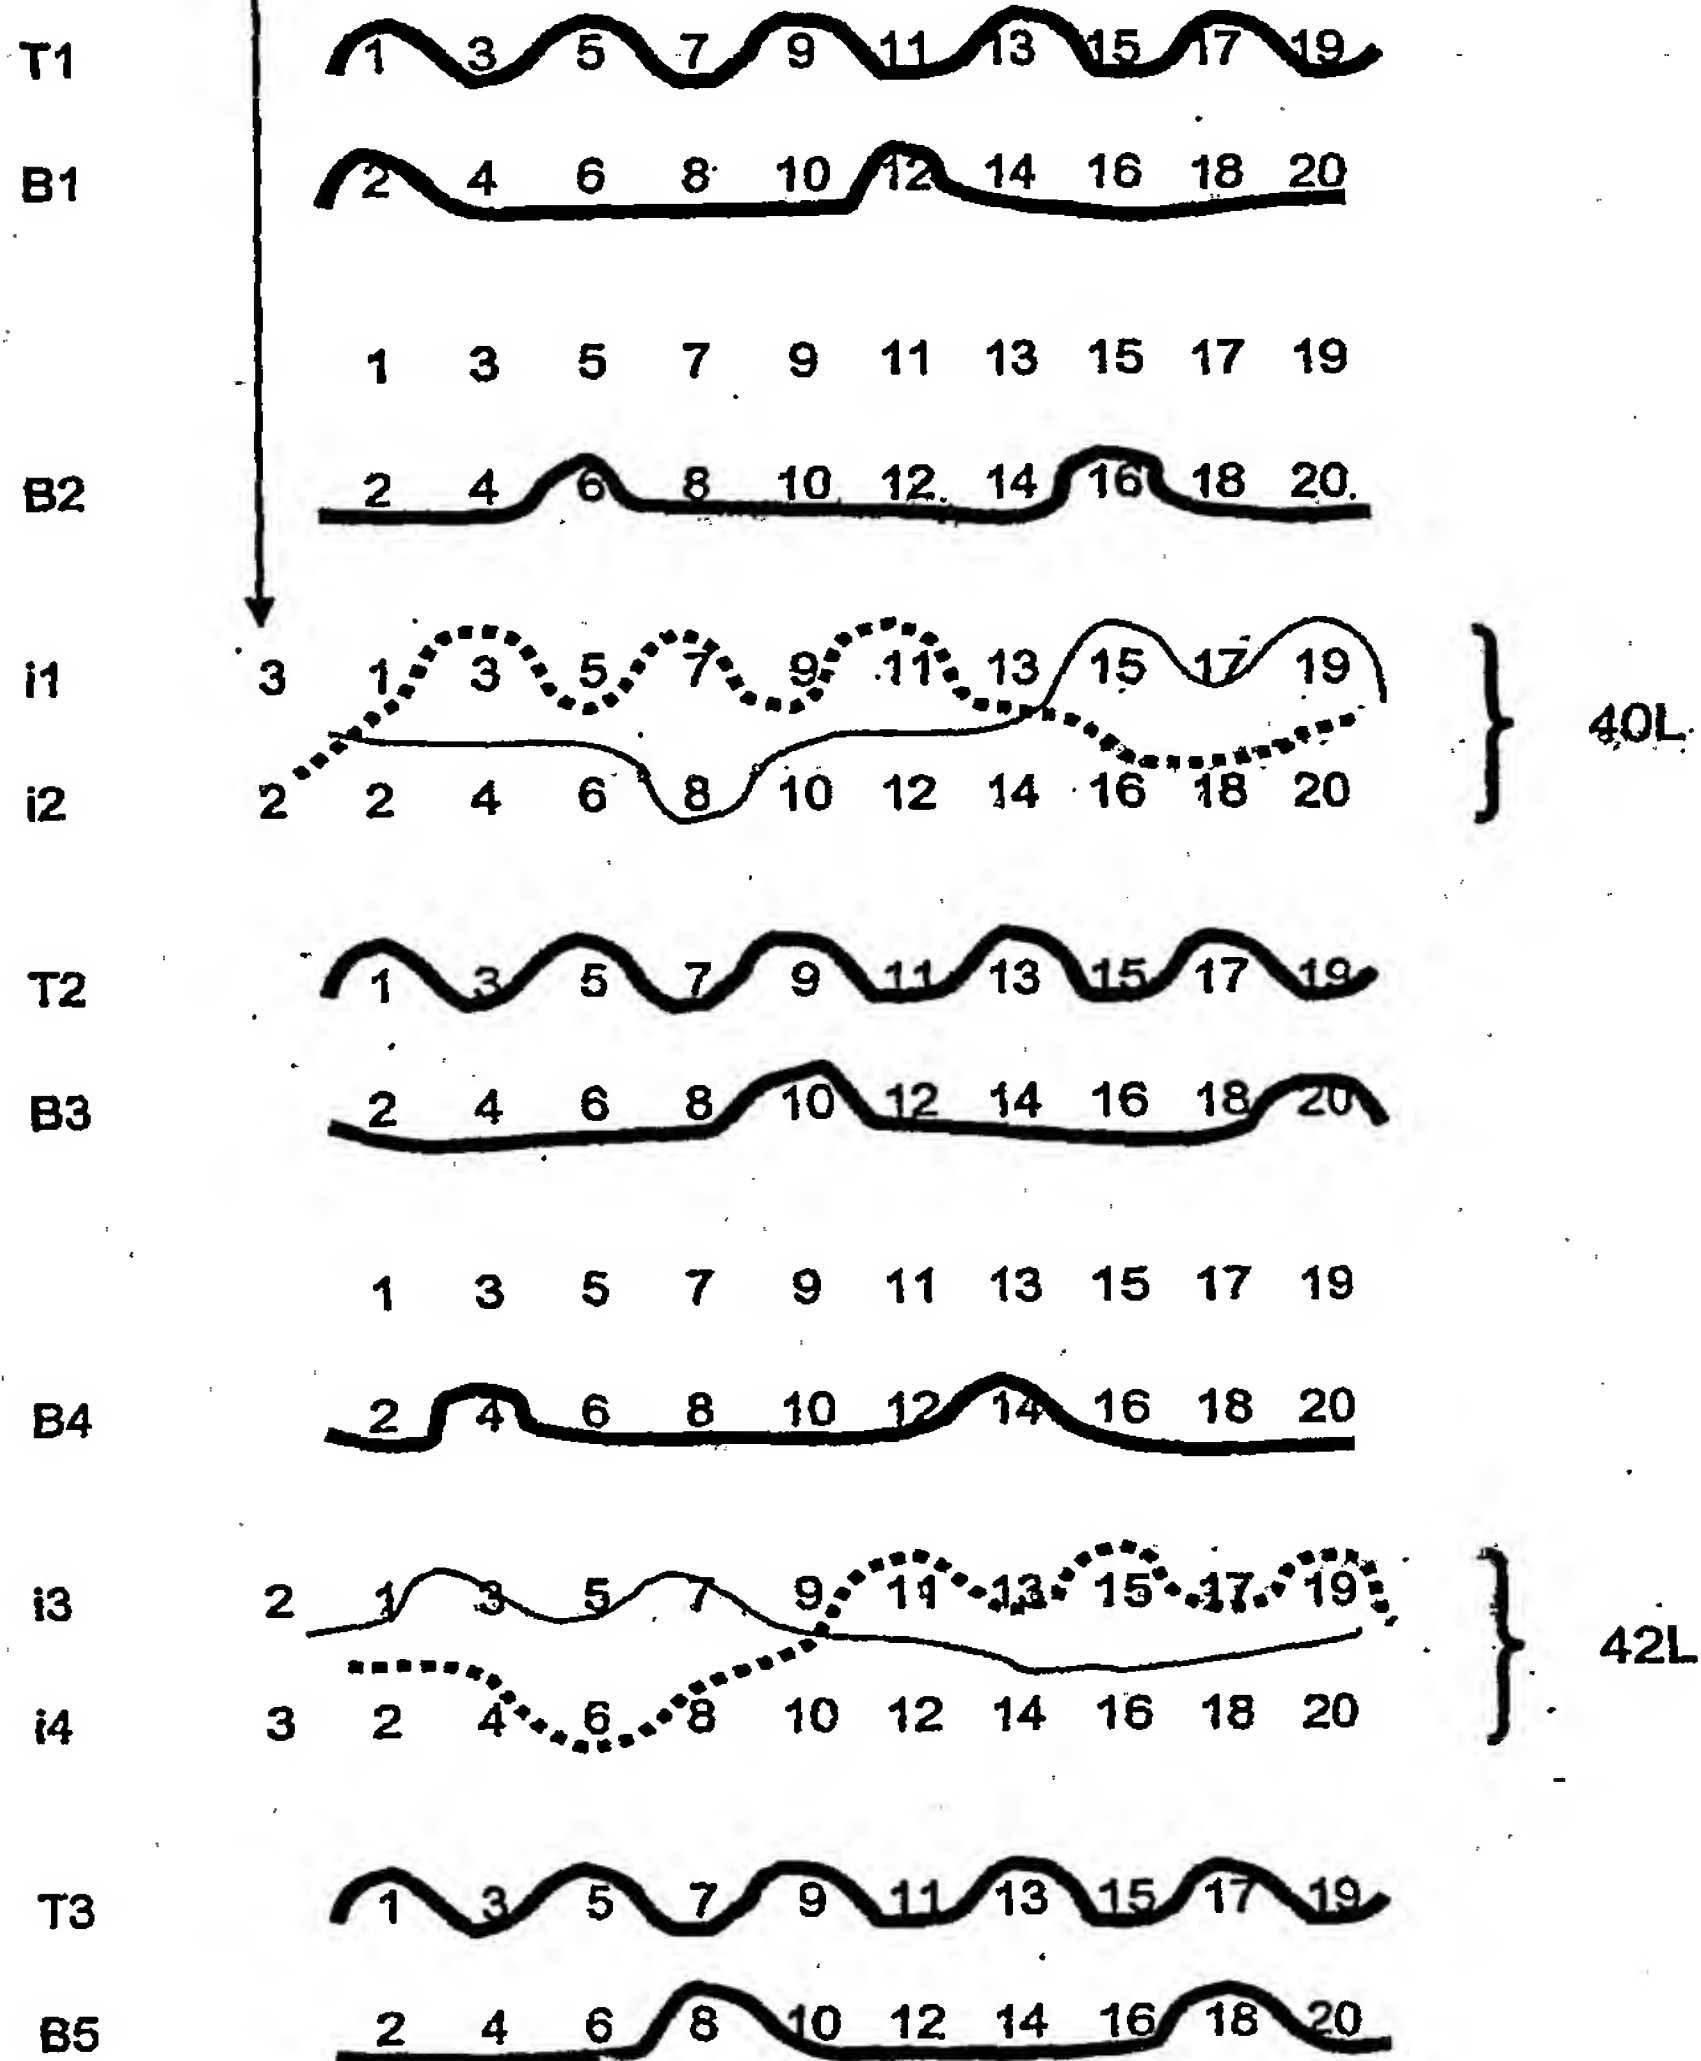 T1 1 3 5 7 9 11 13 15 17 19
B1 2 4 6 8 10 12 14 16 18 20
1 3 5 7 9 11 13 15 17 19
B2 2 4 6 8 10 12 14 16 18 20
i1 3 1 3 5 7 9 11 13 15 17 19
40L
i2 2 2 4 6 8 10 12 14 16 18 20
T2 1 3 5 7 9 11 13 15 17 19
B3 2 4 6 8 10 12 14 16 18 20
1 3 5 7 9 11 13 15 17 19
B4 2 4 6 8 10 12 14 16 18 20
i3 2 1 3 5 7 9 11 13 15 17 19
42L
i4 3 2 4 6 8 10 12 14 16 18 20
T3 1 3 5 7 9 11 13 15 17 19
B5 2 4 6 8 10 12 14 16 18 20